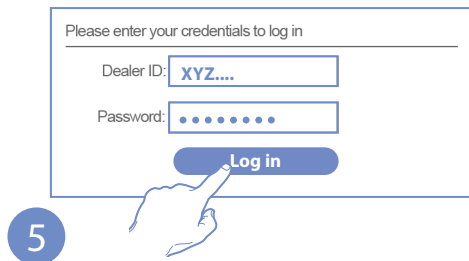 Please enter your credentials to log in
Dealer ID: XYZ....
Password: ••••••••
Log in
5